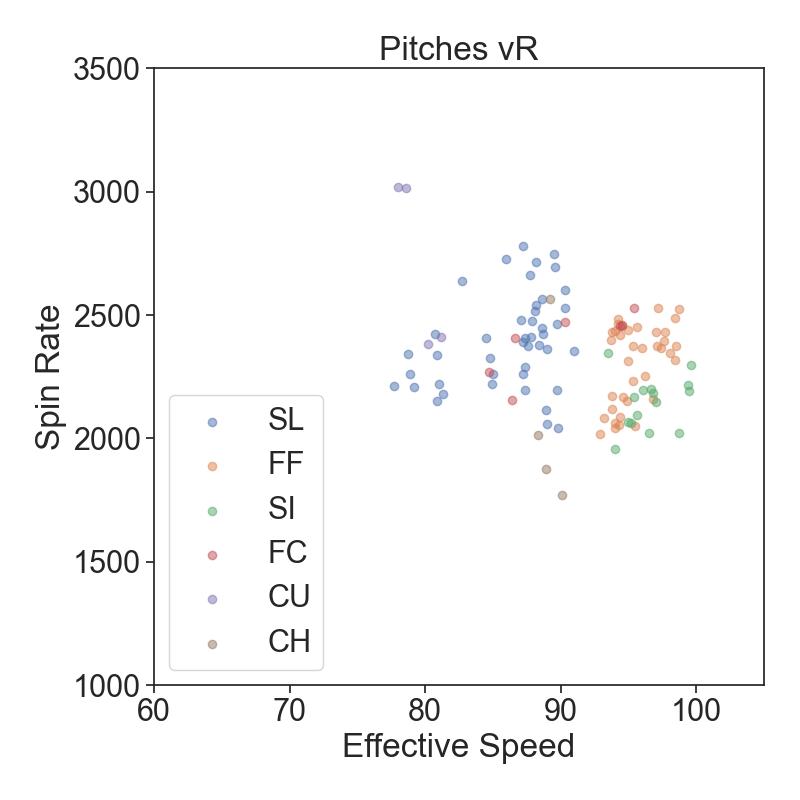 Pitches vR
3500
3000
2500
2000
1500
1000
Spin Rate
SL
FF
SI
FC
CU
CH
60 70 80 90 100
Effective Speed